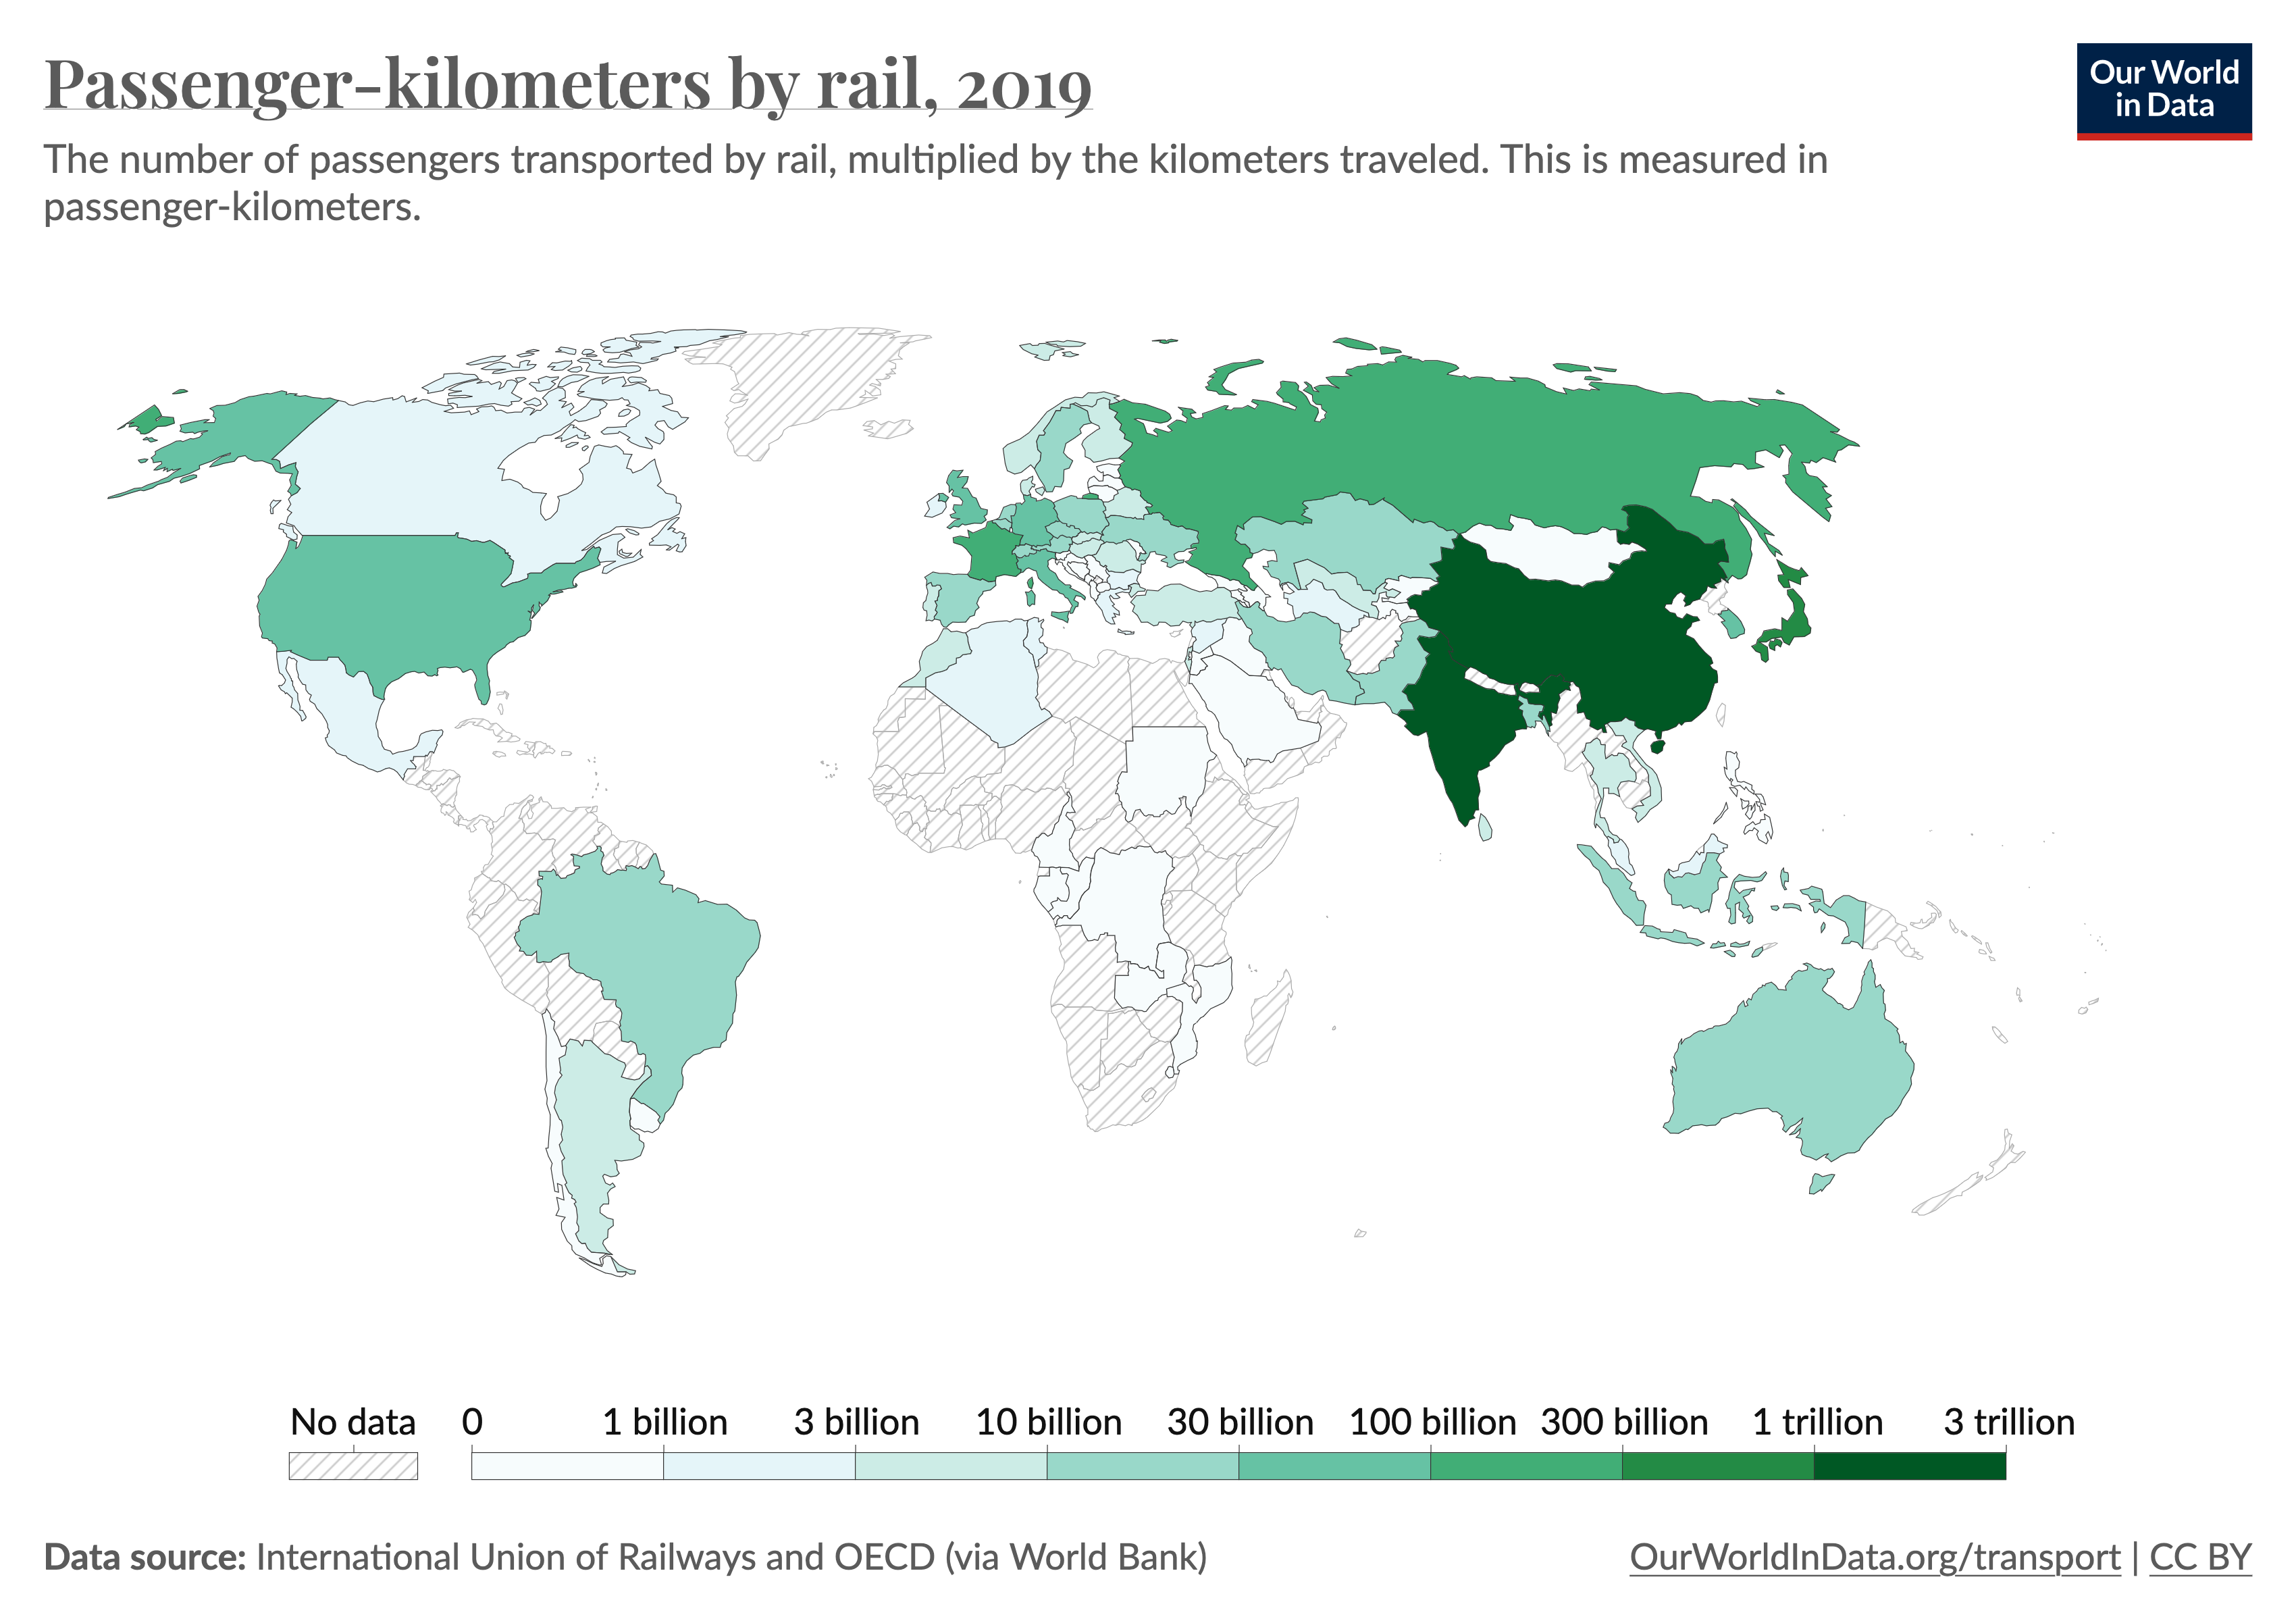 Passenger-kilometers by rail, 2019
Our World
in Data
The number of passengers transported by rail, multiplied by the kilometers traveled. This is measured in
passenger-kilometers.
No data 0 1 billion 3 billion 10 billion 30 billion 100 billion 300 billion 1 trillion 3 trillion
Data source: International Union of Railways and OECD (via World Bank)
OurWorldInData.org/transport | CC BY